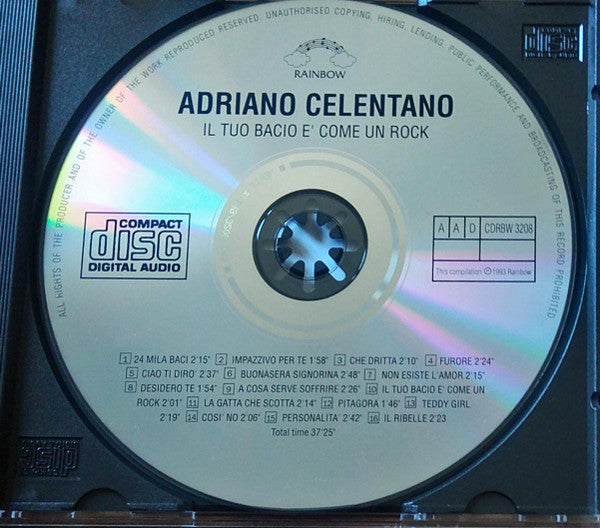 ALL RIGHTS OF THE PRODUCER AND OF THE OWNER OF THE WORK REPRODUCED RESERVED. UNAUTHORISED COPYING, HIRING, LENDING, PUBLIC PERFORMANCE AND BROADCASTING OF THIS RECORD PROHIBITED
RAINBOW
ADRIANO CELENTANO
IL TUO BACIO E' COME UN ROCK
COMPACT
disc
DIGITAL AUDIO
A A D CDRBW 3208
This compilation ©1993 Rainbow
1 24 MILA BACI 2'15" 2 IMPAZZIVO PER TE 1'58" 3 CHE DRITTA 2'10" 4 FURORE 2'24"
5 CIAO TI DIRO' 2'37" 6 BUONASERA SIGNORINA 2'48" 7 NON ESISTE L'AMOR 2'15"
8 DESIDERO TE 1'54" 9 A COSA SERVE SOFFRIRE 2'26" 10 IL TUO BACIO E' COME UN
ROCK 2'01" 11 LA GATTA CHE SCOTTA 2'14" 12 PITAGORA 1'46" 13 TEDDY GIRL
2'19" 14 COSI' NO 2'06" 15 PERSONALITA' 2'42" 16 IL RIBELLE 2'23
Total time 37'25"
disc